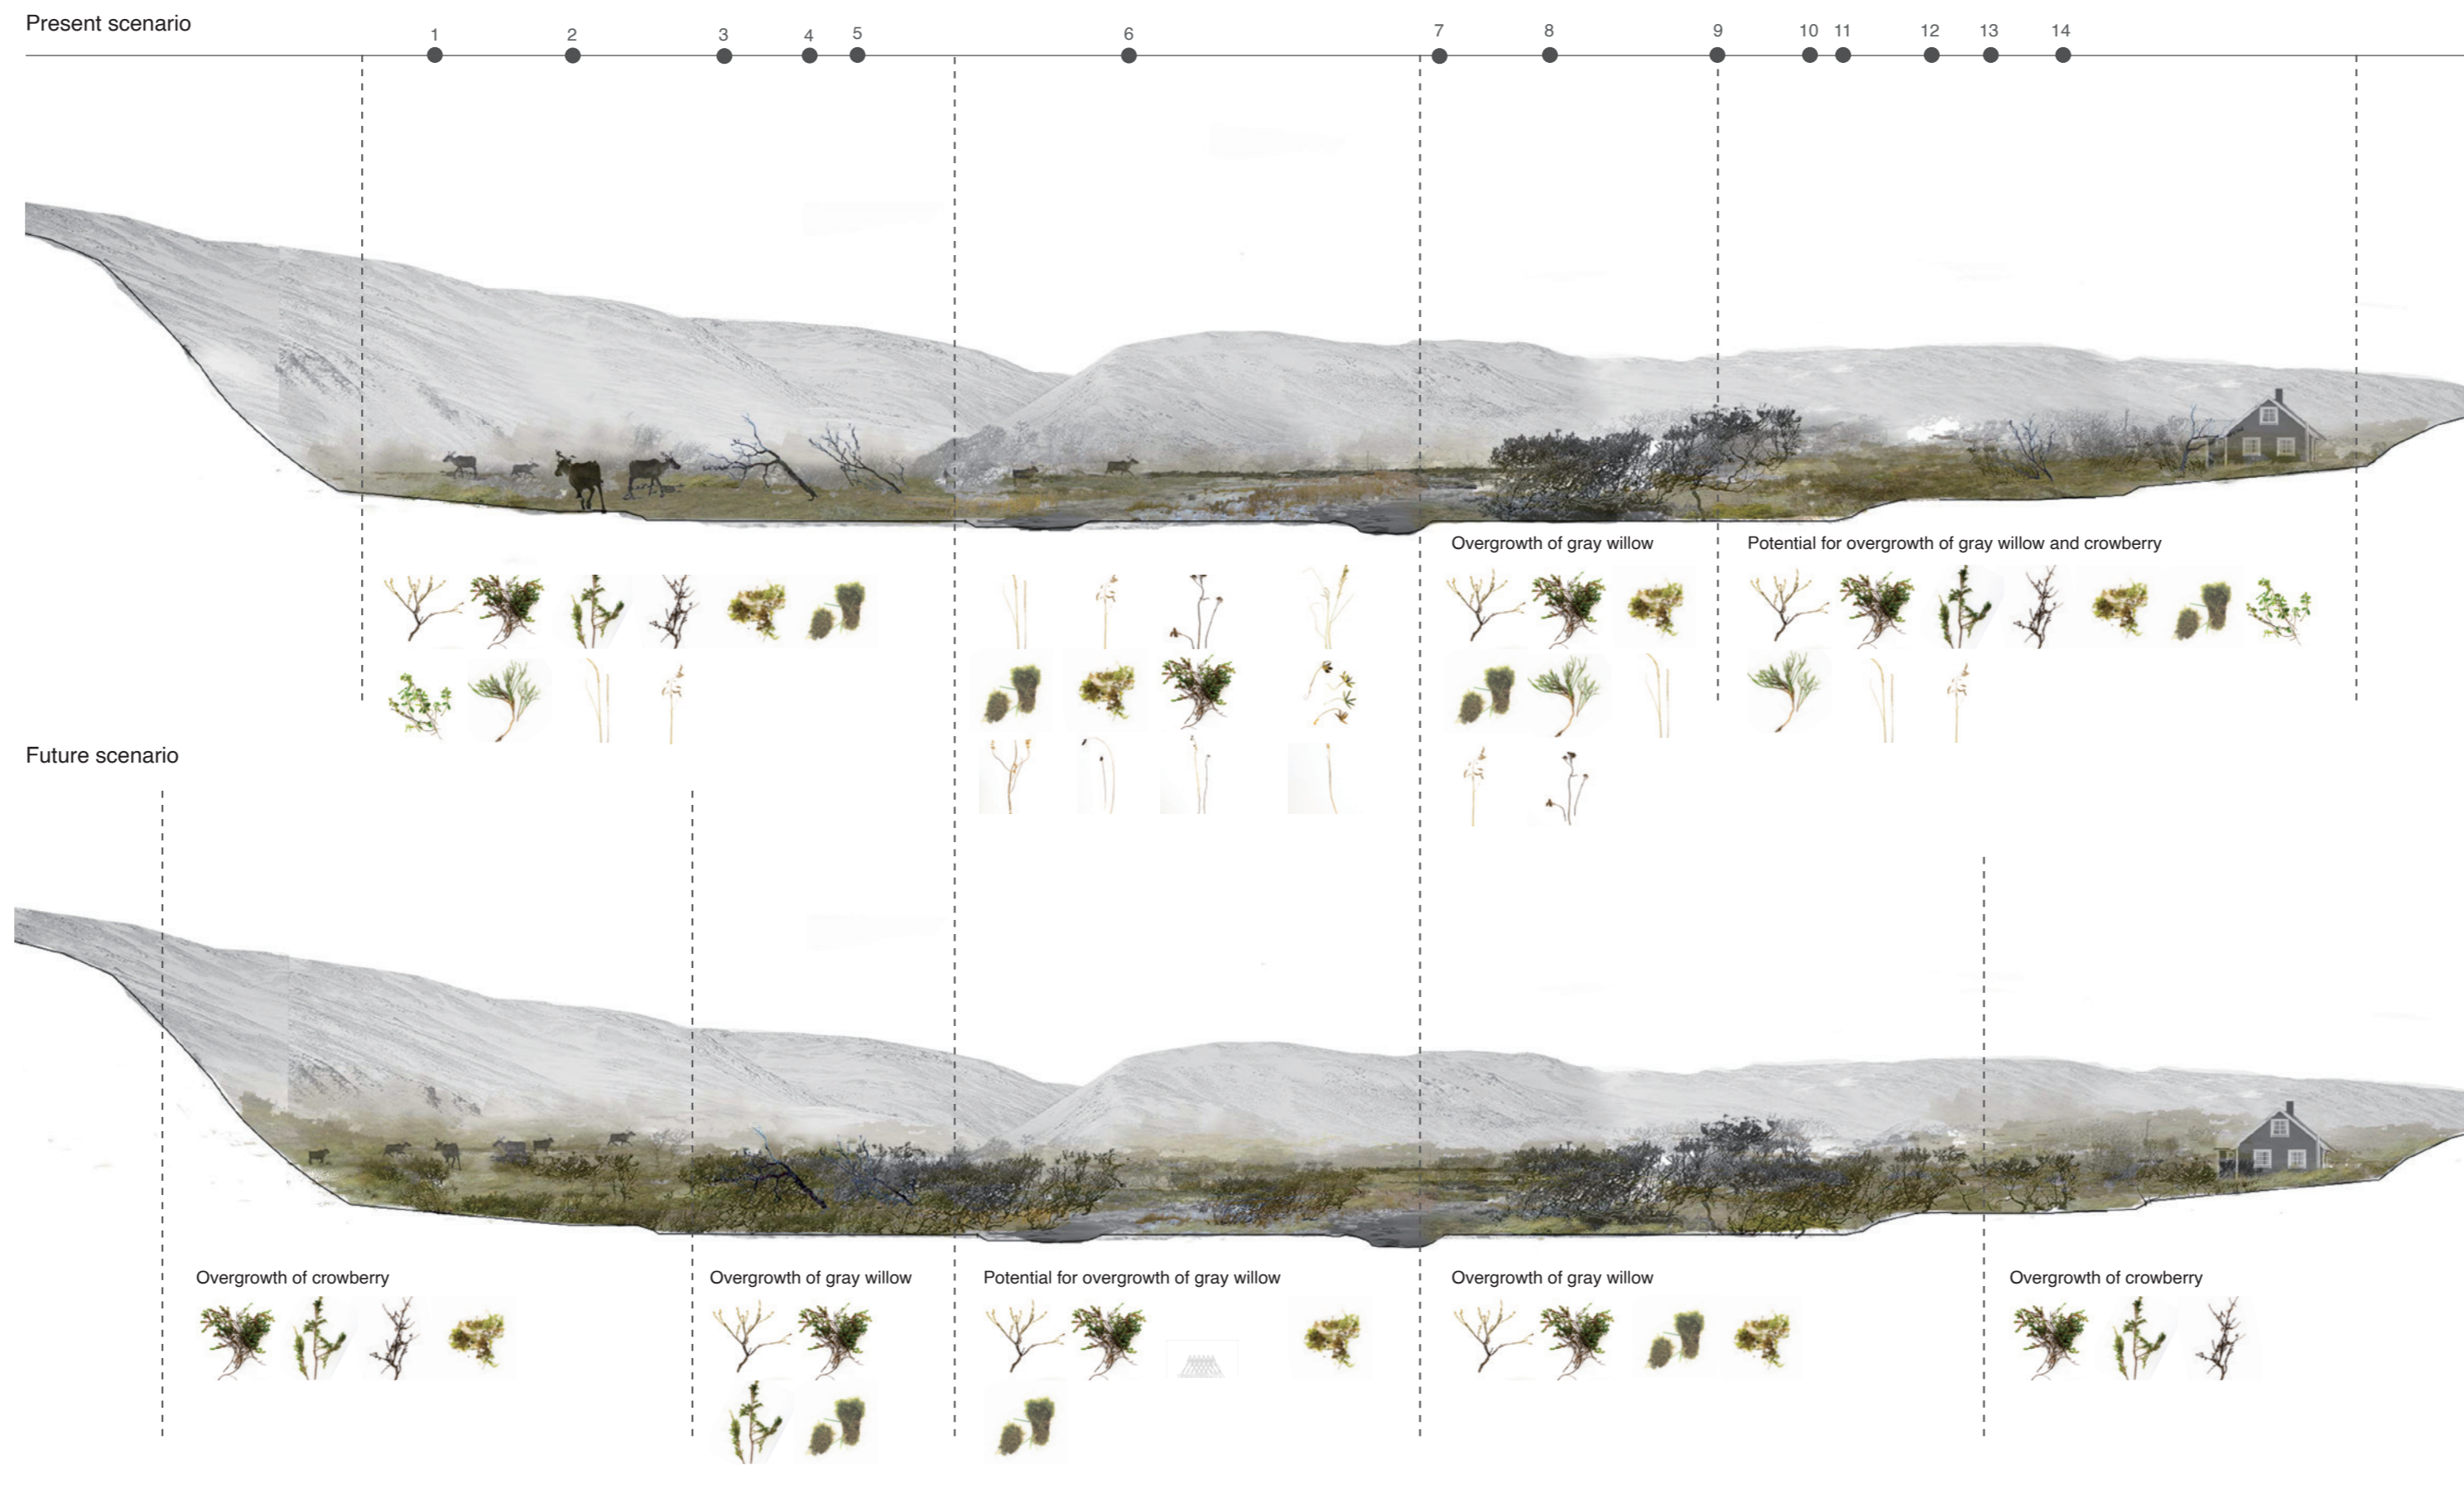 Present scenario
1 2 3 4 5 6 7 8 9 10 11 12 13 14
Overgrowth of gray willow
Potential for overgrowth of gray willow and crowberry
Future scenario
Overgrowth of crowberry
Overgrowth of gray willow
Potential for overgrowth of gray willow
Overgrowth of gray willow
Overgrowth of crowberry